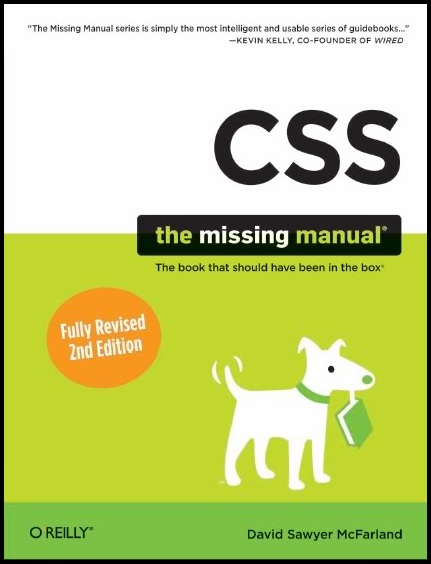 "The Missing Manual series is simply the most intelligent and usable series of guidebooks..."
—KEVIN KELLY, CO-FOUNDER OF WIRED
CSS
the missing manual®
The book that should have been in the box®
Fully Revised
2nd Edition
O REILLY®
David Sawyer McFarland